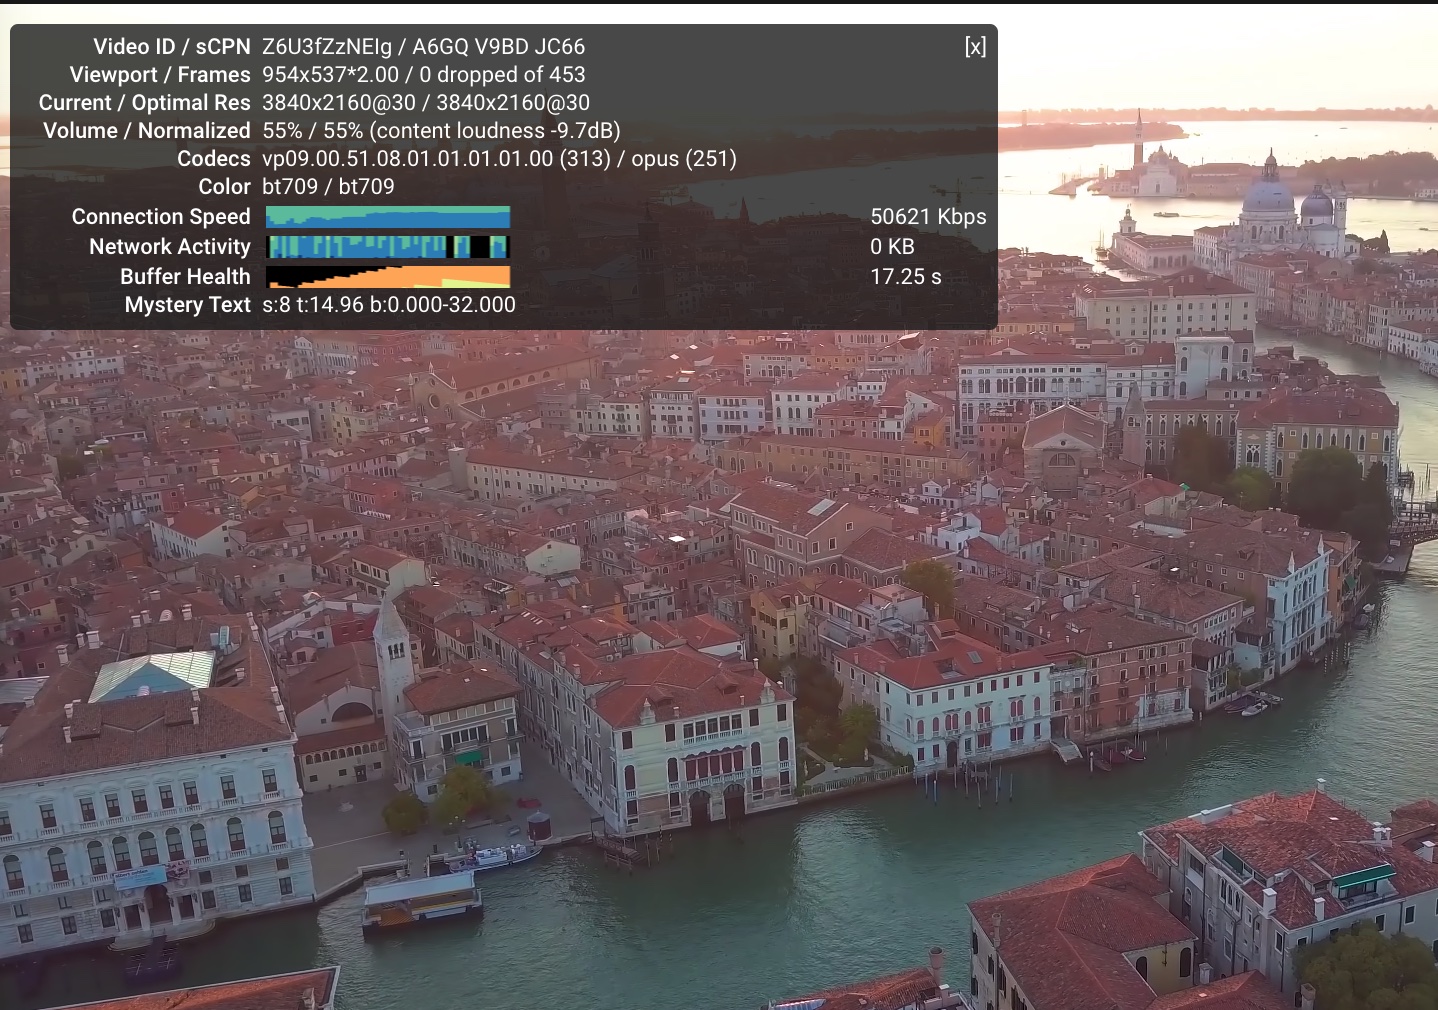 Video ID / sCPN Z6U3fZzNEIg / A6GQ V9BD JC66 [x]
Viewport / Frames 954x537*2.00 / 0 dropped of 453
Current / Optimal Res 3840x2160@30 / 3840x2160@30
Volume / Normalized 55% / 55% (content loudness -9.7dB)
Codecs vp09.00.51.08.01.01.01.01.00 (313) / opus (251)
Color bt709 / bt709
Connection Speed 50621 Kbps
Network Activity 0 KB
Buffer Health 17.25 s
Mystery Text s:8 t:14.96 b:0.000-32.000